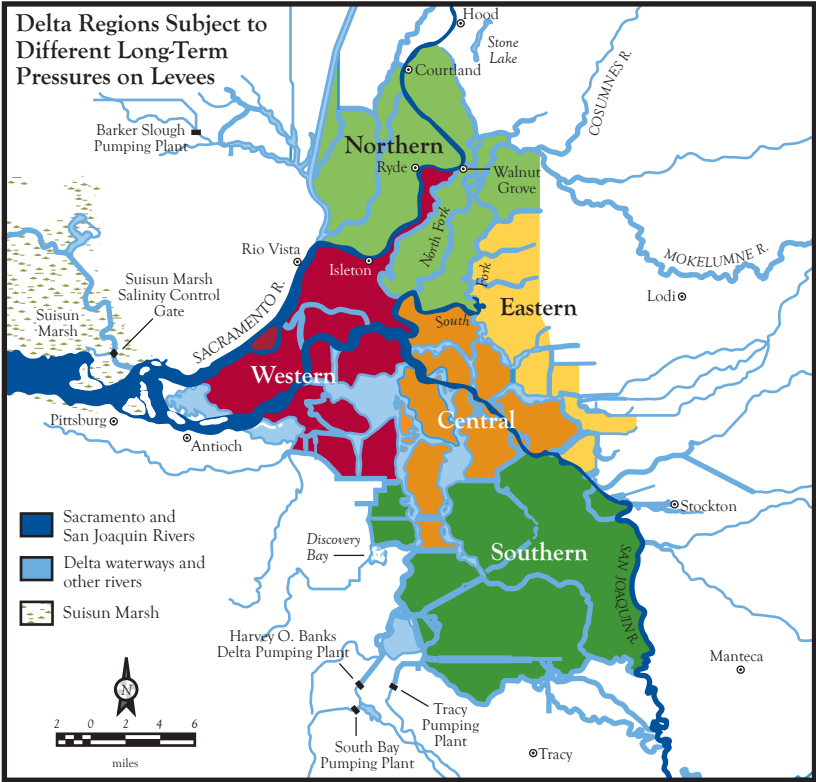 Delta Regions Subject to
Different Long-Term
Pressures on Levees
Hood
Stone
Lake
Courtland
COSUMNES R.
Barker Slough
Pumping Plant
Northern
Ryde
Walnut
Grove
North Fork
MOKELUMNE R.
Rio Vista
Isleton
Fork
Suisun Marsh
Salinity Control
Gate
Lodi
Eastern
Suisun
Marsh
SACRAMENTO R.
South
Western
Central
Pittsburg
Antioch
Stockton
Sacramento and
San Joaquin Rivers
Discovery
Bay
Southern
Delta waterways and
other rivers
SAN JOAQUIN R.
Suisun Marsh
Harvey O. Banks
Delta Pumping Plant
Manteca
N
Tracy
Pumping
Plant
2 0 2 4 6
miles
South Bay
Pumping Plant
Tracy